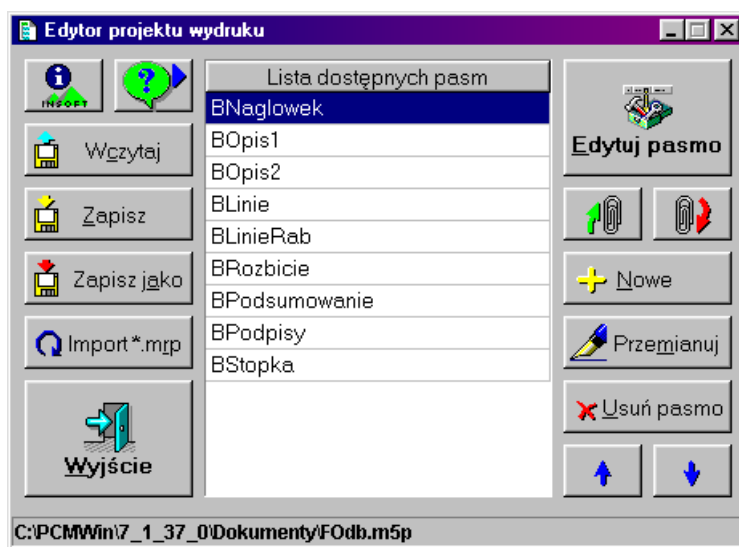 Edytor projektu wydruku
INSOFT
Wczytaj
Zapisz
Zapisz jako
Import *.mrp
Wyjście
Lista dostępnych pasm
BNaglowek
BOpis1
BOpis2
BLinie
BLinieRab
BRozbicie
BPodsumowanie
BPodpisy
BStopka
Edytuj pasmo
Nowe
Przemianuj
Usuń pasmo
C:\PCMWin\7_1_37_0\Dokumenty\FOdb.m5p